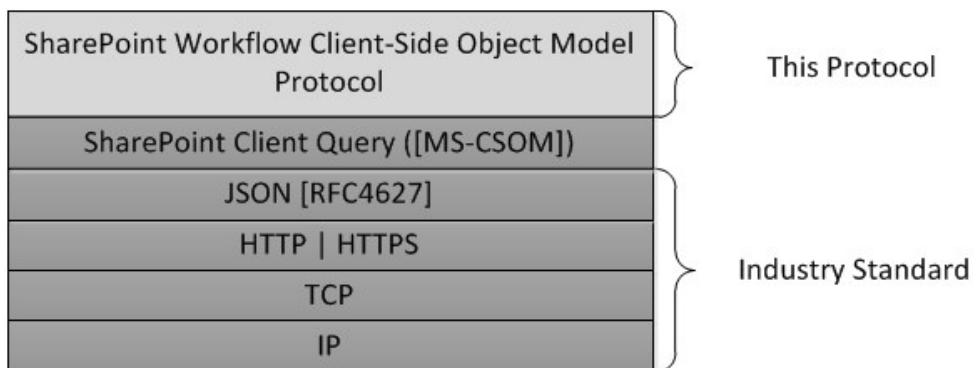 SharePoint Workflow Client-Side Object Model
Protocol
This Protocol
SharePoint Client Query ([MS-CSOM])
JSON [RFC4627]
HTTP | HTTPS
TCP
IP
Industry Standard